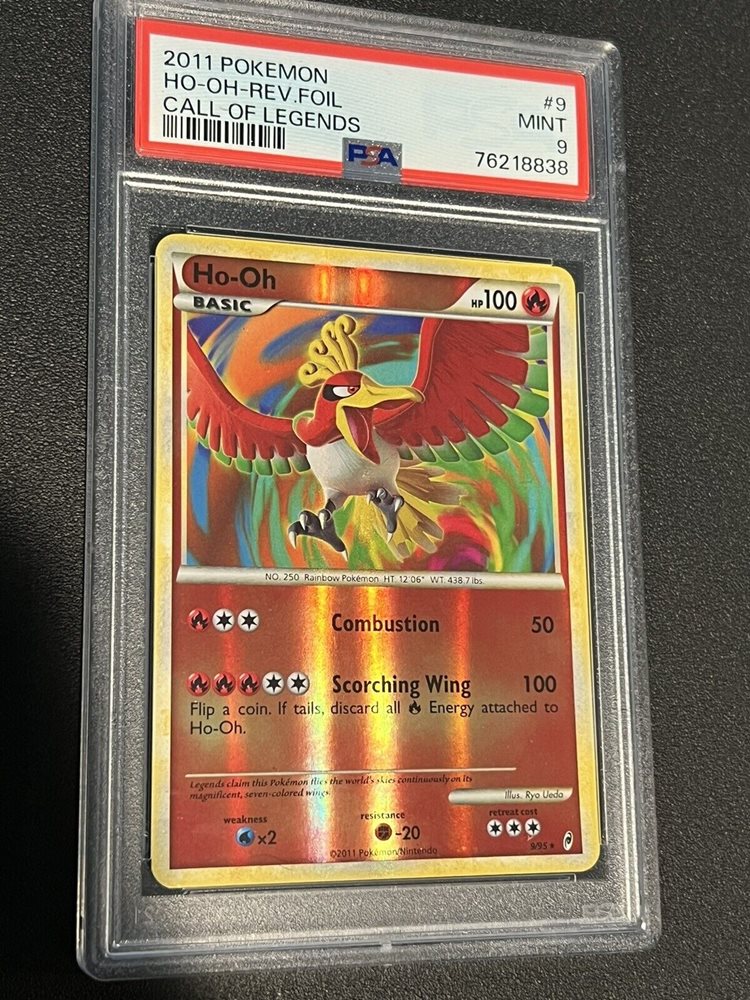 2011 POKEMON
HO-OH-REV.FOIL
CALL OF LEGENDS
#9
MINT
9
76218838
PSA
Ho-Oh
BASIC
HP100
NO. 250 Rainbow Pokémon HT: 12'06" WT: 438.7 lbs.
Combustion 50
Scorching Wing 100
Flip a coin. If tails, discard all Energy attached to
Ho-Oh.
Legends claim this Pokémon flies the world's skies continuously on its
magnificent, seven-colored wings.
Illus. Ryo Ueda
weakness
×2
resistance
-20
retreat cost
©2011 Pokémon/Nintendo
9/95